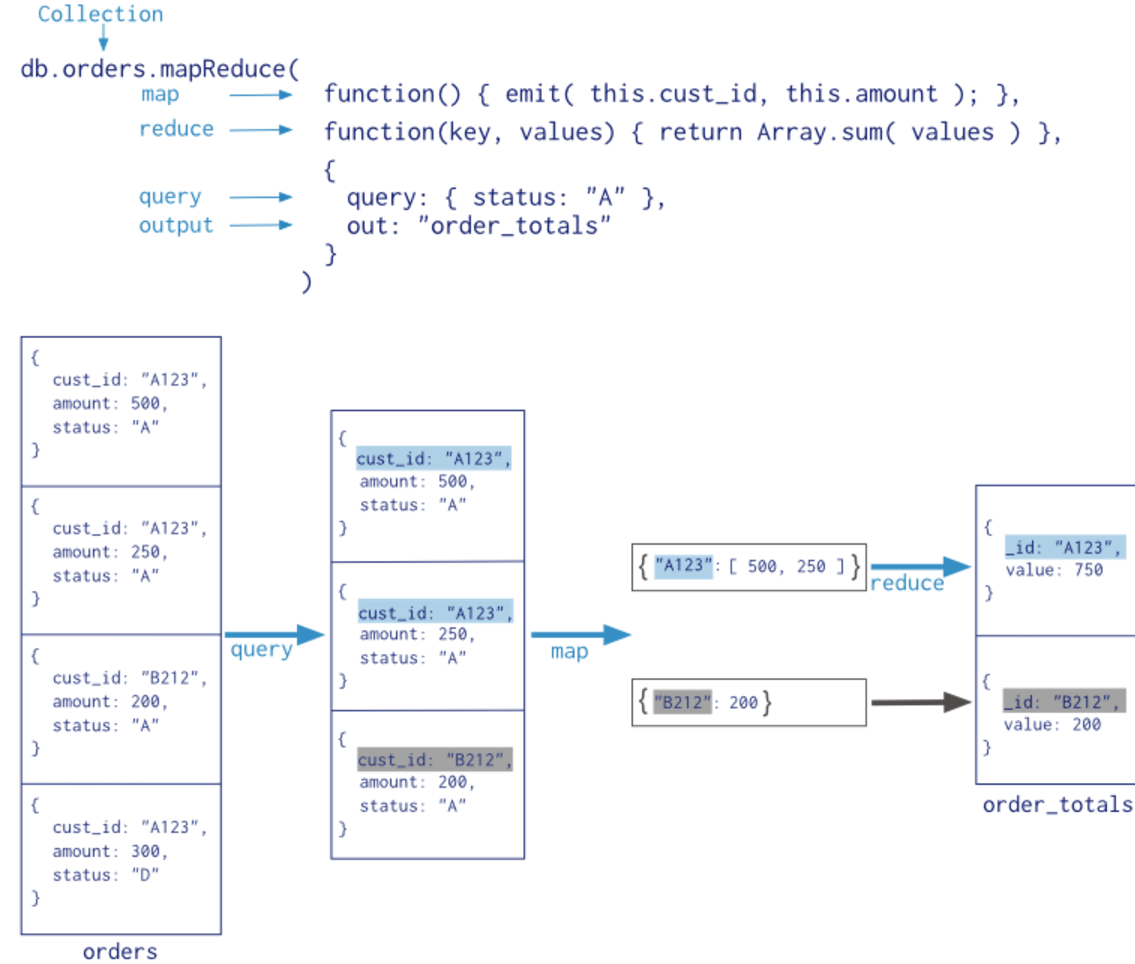 Collection
db.orders.mapReduce(
map function() { emit( this.cust_id, this.amount ); },
reduce function(key, values) { return Array.sum( values ) },
{
query query: { status: "A" },
output out: "order_totals"
}
)
{
cust_id: "A123",
amount: 500,
status: "A"
}
{
cust_id: "A123",
amount: 250,
status: "A"
}
{
cust_id: "B212",
amount: 200,
status: "A"
}
{
cust_id: "A123",
amount: 300,
status: "D"
}
orders
query
{
cust_id: "A123",
amount: 500,
status: "A"
}
{
cust_id: "A123",
amount: 250,
status: "A"
}
{
cust_id: "B212",
amount: 200,
status: "A"
}
map
{ "A123": [ 500, 250 ] }
{ "B212": 200 }
reduce
{
_id: "A123",
value: 750
}
{
_id: "B212",
value: 200
}
order_totals